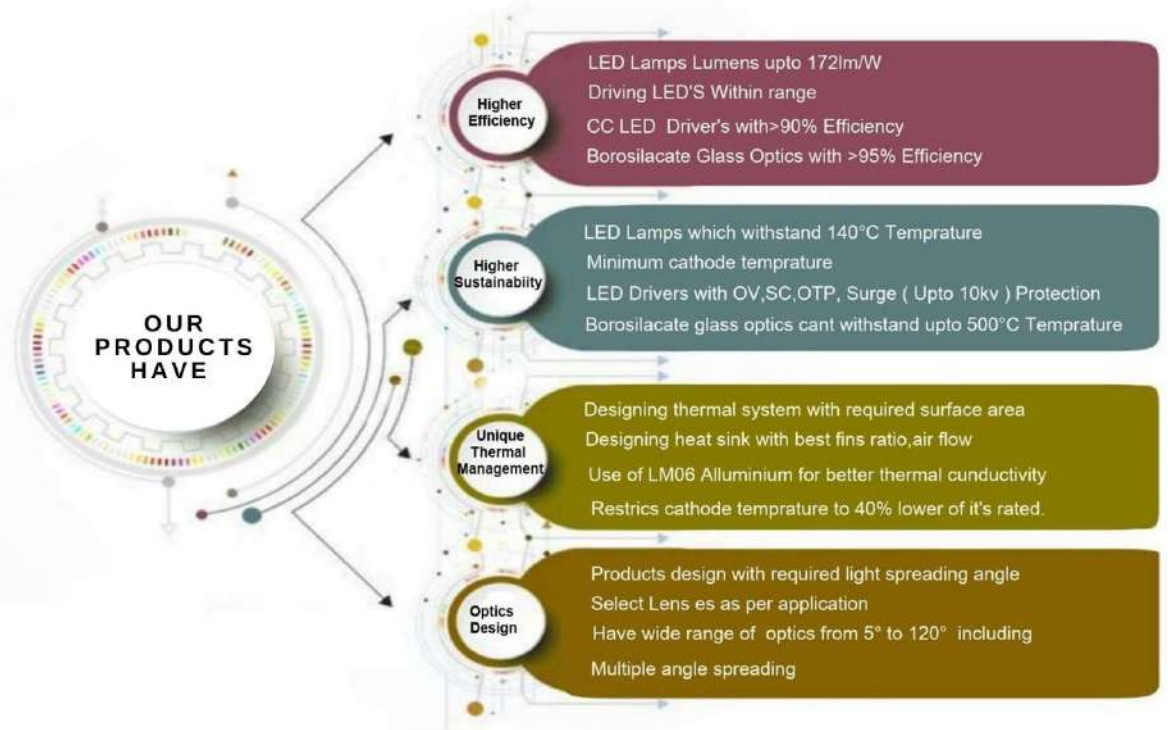 OUR
PRODUCTS
HAVE
Higher
Efficiency
LED Lamps Lumens upto 172lm/W
Driving LED'S Within range
CC LED Driver's with>90% Efficiency
Borosilacate Glass Optics with >95% Efficiency
Higher
Sustainabiity
LED Lamps which withstand 140°C Temprature
Minimum cathode temprature
LED Drivers with OV,SC,OTP, Surge ( Upto 10kv ) Protection
Borosilacate glass optics cant withstand upto 500°C Temprature
Unique
Thermal
Management
Designing thermal system with required surface area
Designing heat sink with best fins ratio,air flow
Use of LM06 Alluminium for better thermal cunductivity
Restrics cathode temprature to 40% lower of it's rated.
Optics
Design
Products design with required light spreading angle
Select Lens es as per application
Have wide range of optics from 5° to 120° including
Multiple angle spreading